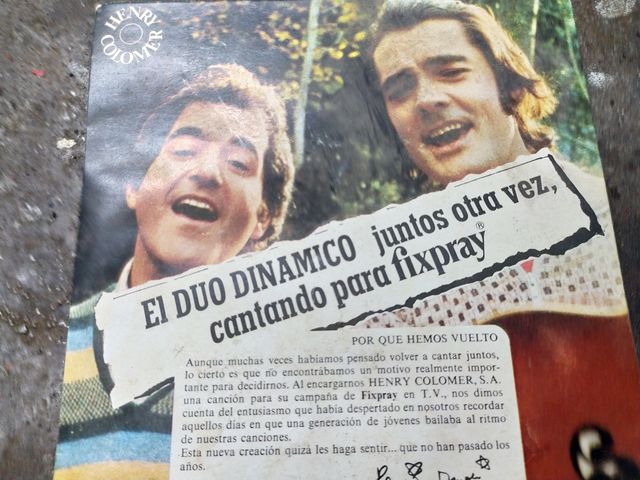 HENRY
COLOMER
El DUO DINAMICO juntos otra vez,
cantando para fixpray®
POR QUE HEMOS VUELTO
Aunque muchas veces habíamos pensado volver a cantar juntos,
lo cierto es que no encontrábamos un motivo realmente impor-
tante para decidirnos. Al encargarnos HENRY COLOMER, S.A.
una canción para su campaña de Fixpray en T.V., nos dimos
cuenta del entusiasmo que había despertado en nosotros recordar
aquellos días en que una generación de jóvenes bailaba al ritmo
de nuestras canciones.
Esta nueva creación quizá les haga sentir... que no han pasado los
años.